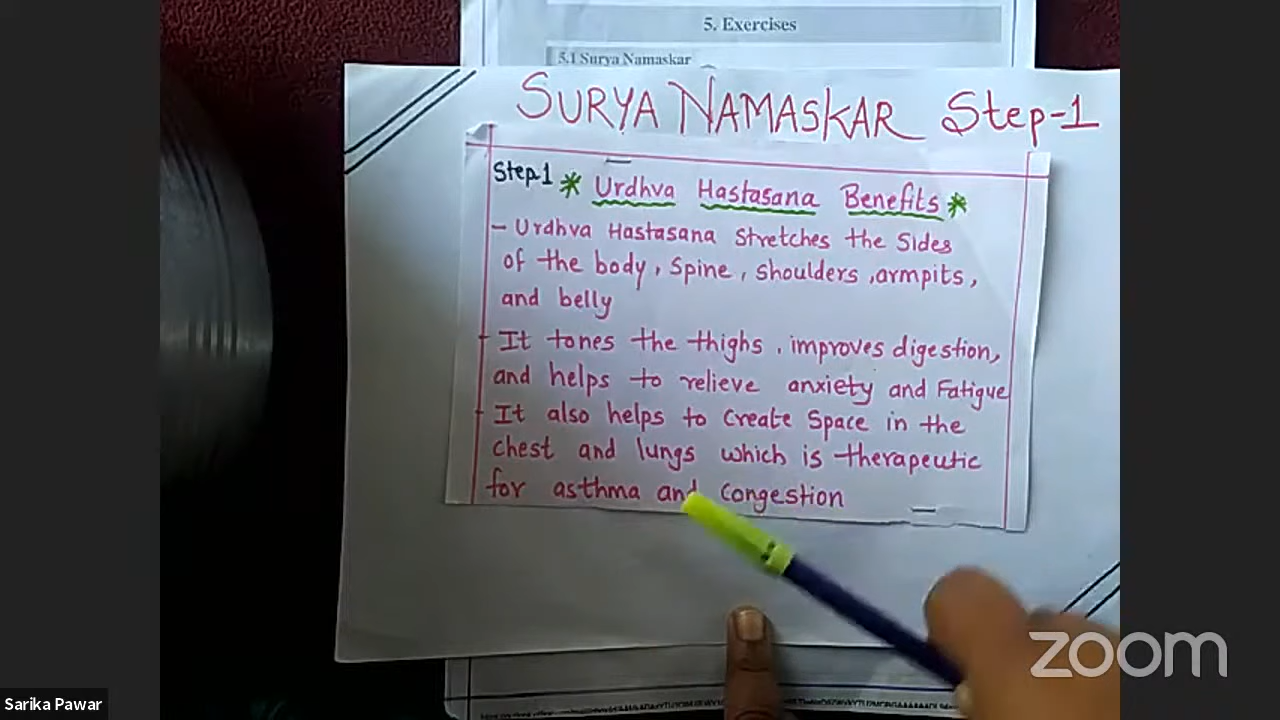 5. Exercises
5.1 Surya Namaskar
SURYA NAMASKAR Step-1
Step1 * Urdhva Hastasana Benefits *
- Urdhva Hastasana stretches the sides
of the body, spine, shoulders, armpits,
and belly
- It tones the thighs, improves digestion,
and helps to relieve anxiety and Fatigue
- It also helps to create space in the
chest and lungs which is therapeutic
for asthma and congestion
zoom
Sarika Pawar